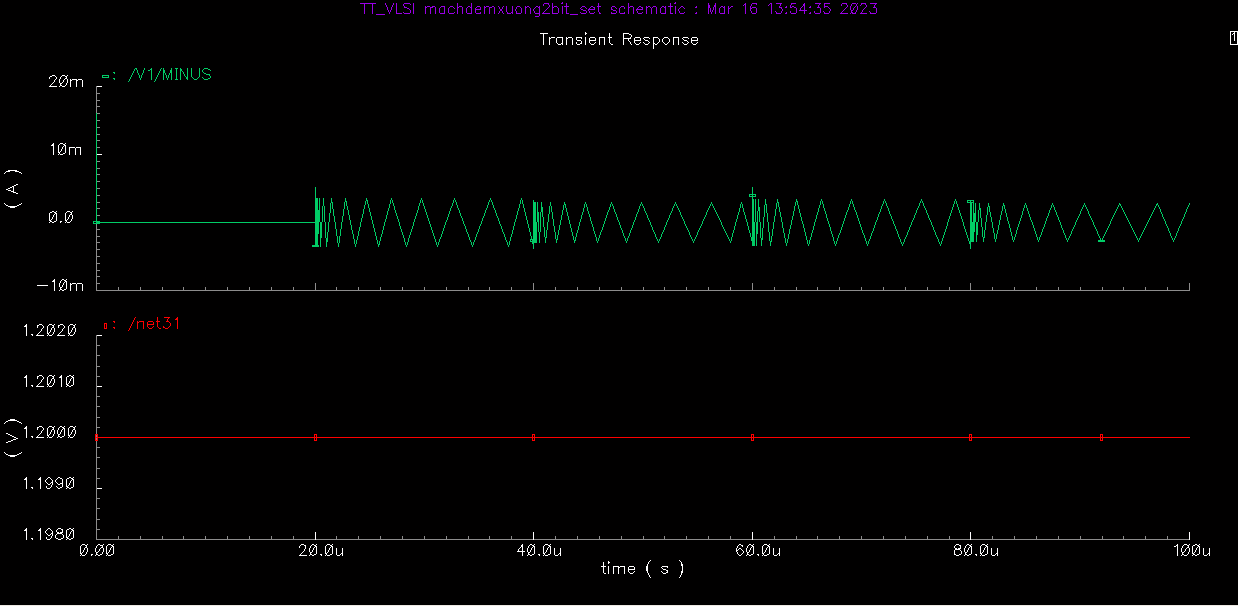 TT_VLSI machdemxuong2bit_set schematic : Mar 16 13:54:35 2023
Transient Response
1
: /V1/MINUS
20m
10m
( A )
0.0
-10m
: /net31
1.2020
1.2010
( V )
1.2000
1.1990
1.1980
0.00 20.0u 40.0u 60.0u 80.0u 100u
time ( s )